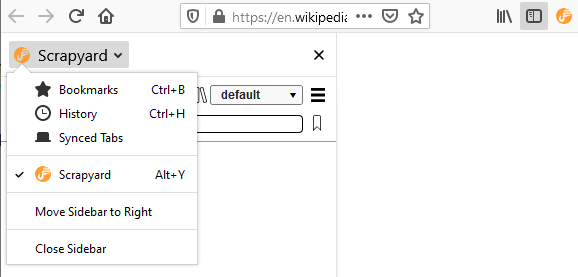 https://en.wikipedia
Scrapyard
Bookmarks Ctrl+B
History Ctrl+H
Synced Tabs
default
Scrapyard Alt+Y
Move Sidebar to Right
Close Sidebar